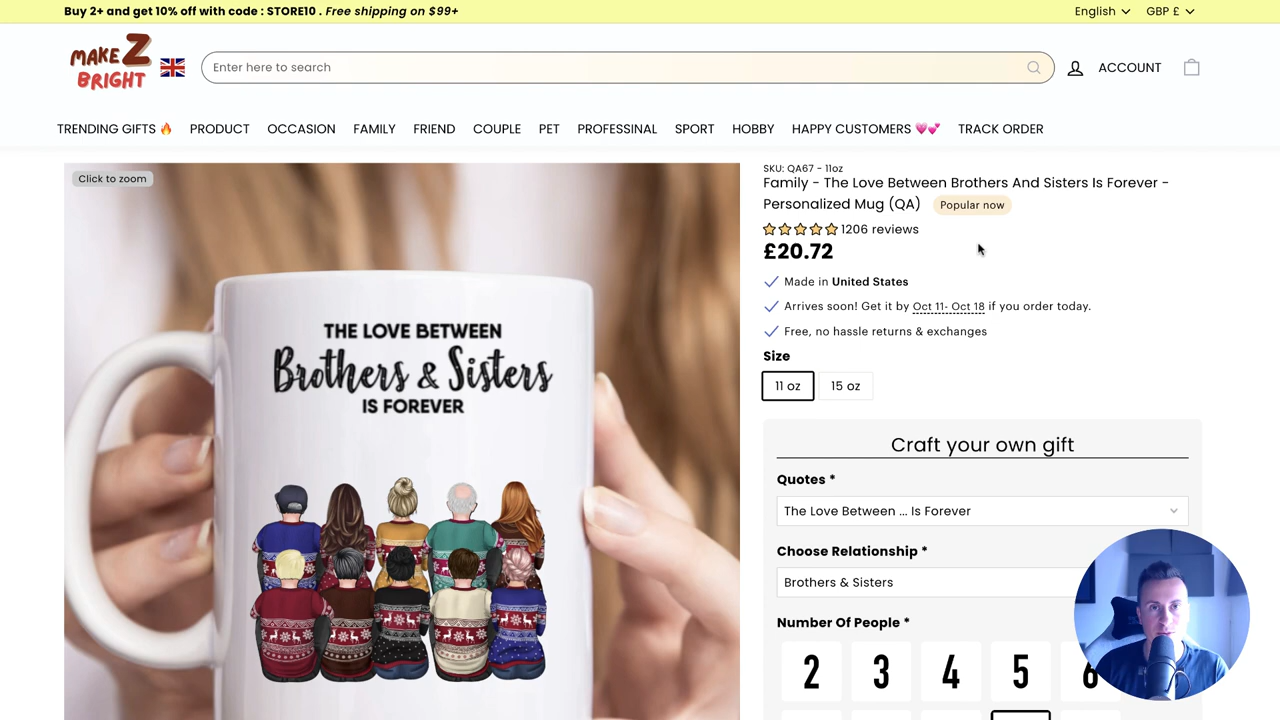 Buy 2+ and get 10% off with code : STORE10 . Free shipping on $99+
English
GBP £
MAKE Z
BRIGHT
Enter here to search
ACCOUNT
TRENDING GIFTS 🔥 PRODUCT OCCASION FAMILY FRIEND COUPLE PET PROFESSINAL SPORT HOBBY HAPPY CUSTOMERS 💗💕 TRACK ORDER
Click to zoom
THE LOVE BETWEEN
Brothers & Sisters
IS FOREVER
SKU: QA67 - 11oz
Family - The Love Between Brothers And Sisters Is Forever -
Personalized Mug (QA) Popular now
1206 reviews
£20.72
Made in United States
Arrives soon! Get it by Oct 11- Oct 18 if you order today.
Free, no hassle returns & exchanges
Size
11 oz 15 oz
Craft your own gift
Quotes *
The Love Between ... Is Forever
Choose Relationship *
Brothers & Sisters
Number Of People *
2 3 4 5 6